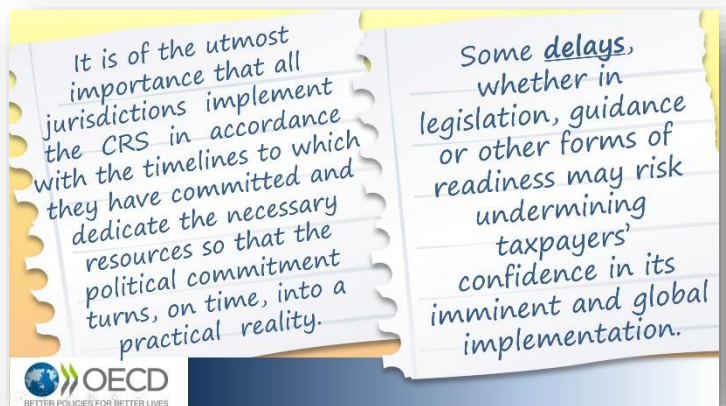 It is of the utmost
importance that all
jurisdictions implement
the CRS in accordance
with the timelines to which
they have committed and
dedicate the necessary
resources so that the
political commitment
turns, on time, into a
practical reality.
Some delays,
whether in
legislation, guidance
or other forms of
readiness may risk
undermining
taxpayers'
confidence in its
imminent and global
implementation.
OECD
BETTER POLICIES FOR BETTER LIVES